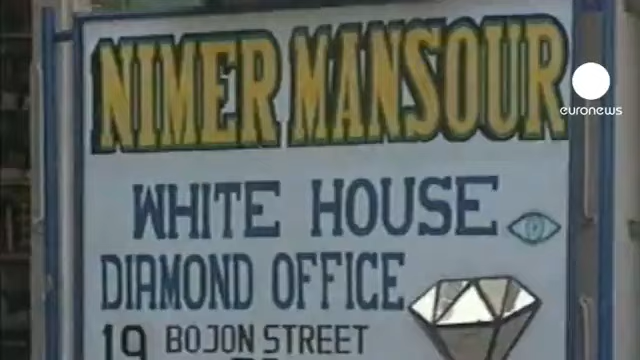 NIMER MANSOUR
euronews
WHITE HOUSE
DIAMOND OFFICE
19 BOJON STREET